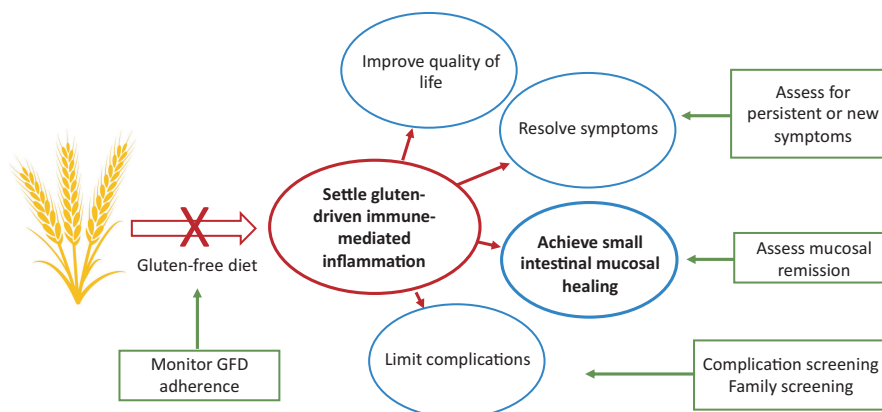 Improve quality of
life
Assess for
persistent or new
symptoms
Resolve symptoms
Settle gluten-
driven immune-
mediated
inflammation
Gluten-free diet
Achieve small
intestinal mucosal
healing
Assess mucosal
remission
Monitor GFD
adherence
Limit complications
Complication screening
Family screening